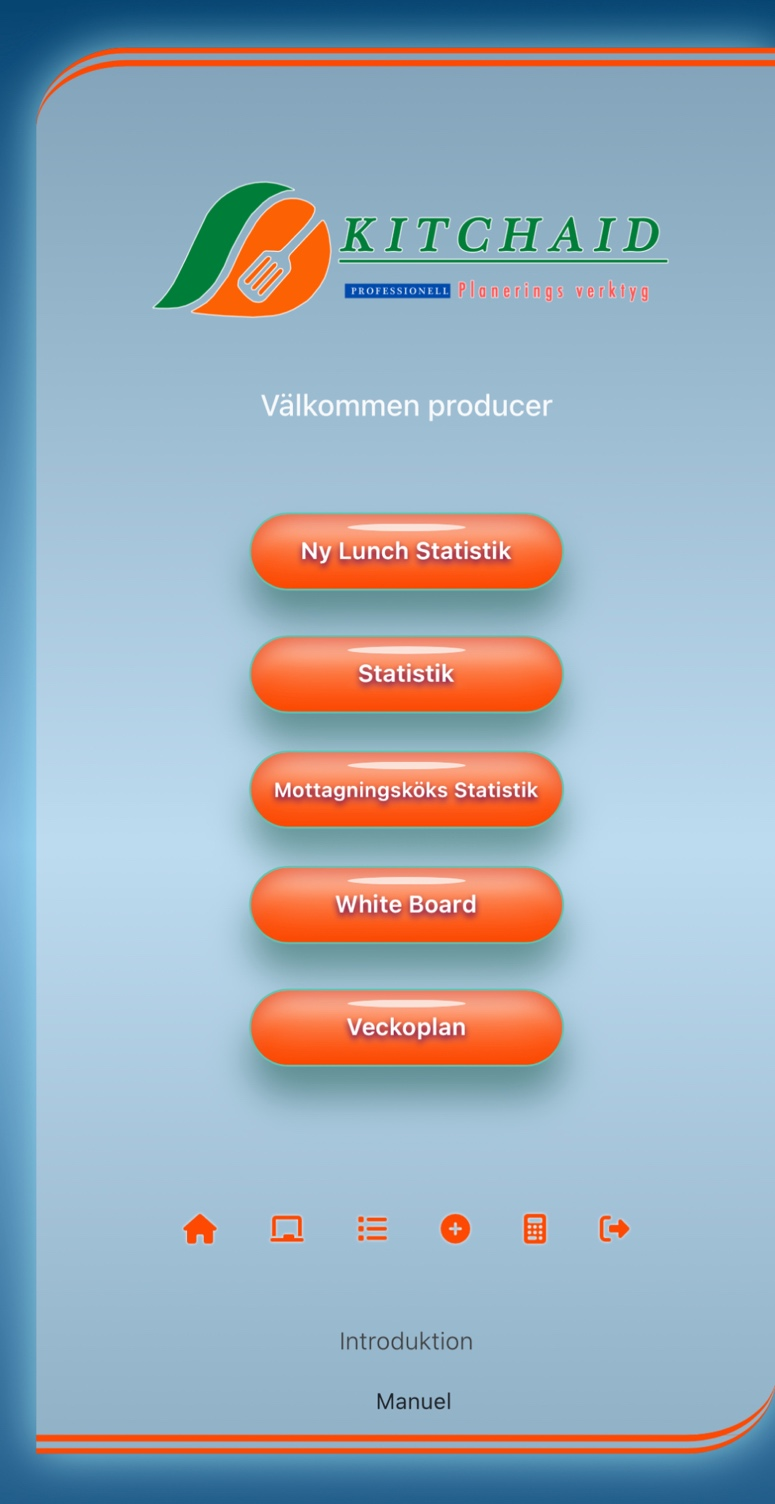 KITCHAID
PROFESSIONELL Planerings verktyg
Välkommen producer
Ny Lunch Statistik
Statistik
Mottagningsköks Statistik
White Board
Veckoplan
Introduktion
Manuel